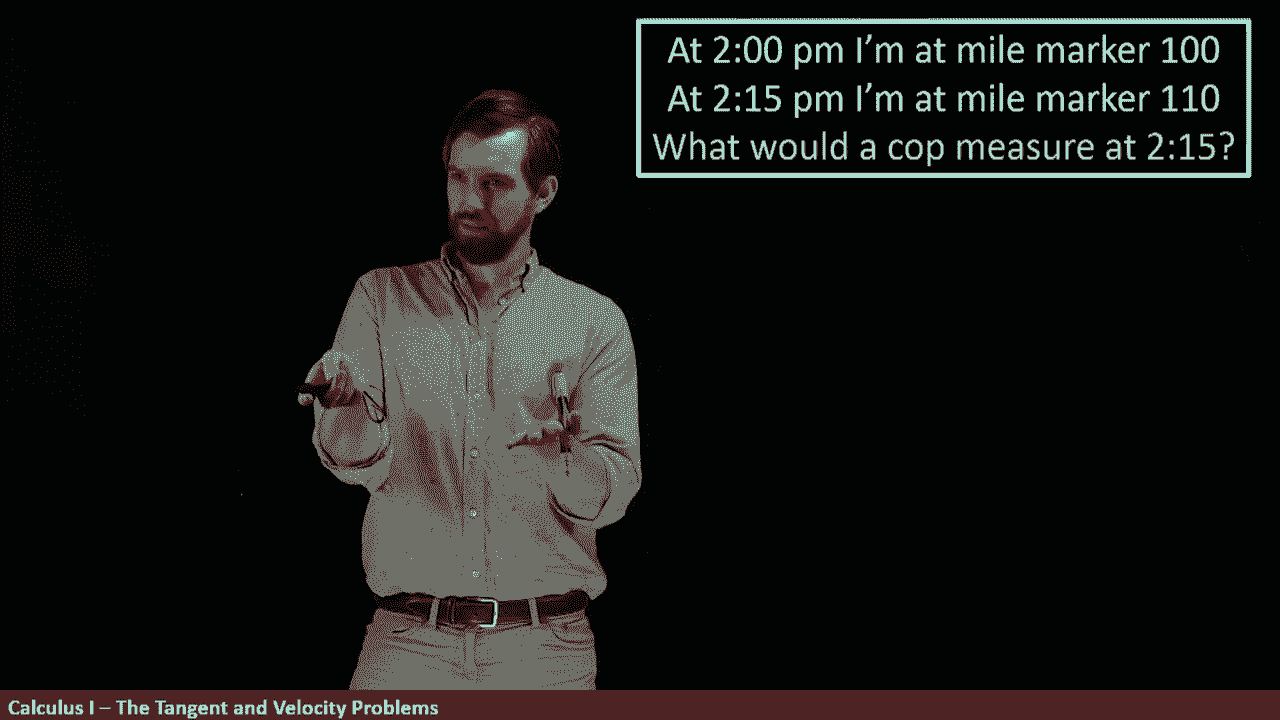 At 2:00 pm I’m at mile marker 100
At 2:15 pm I’m at mile marker 110
What would a cop measure at 2:15?
Calculus I – The Tangent and Velocity Problems